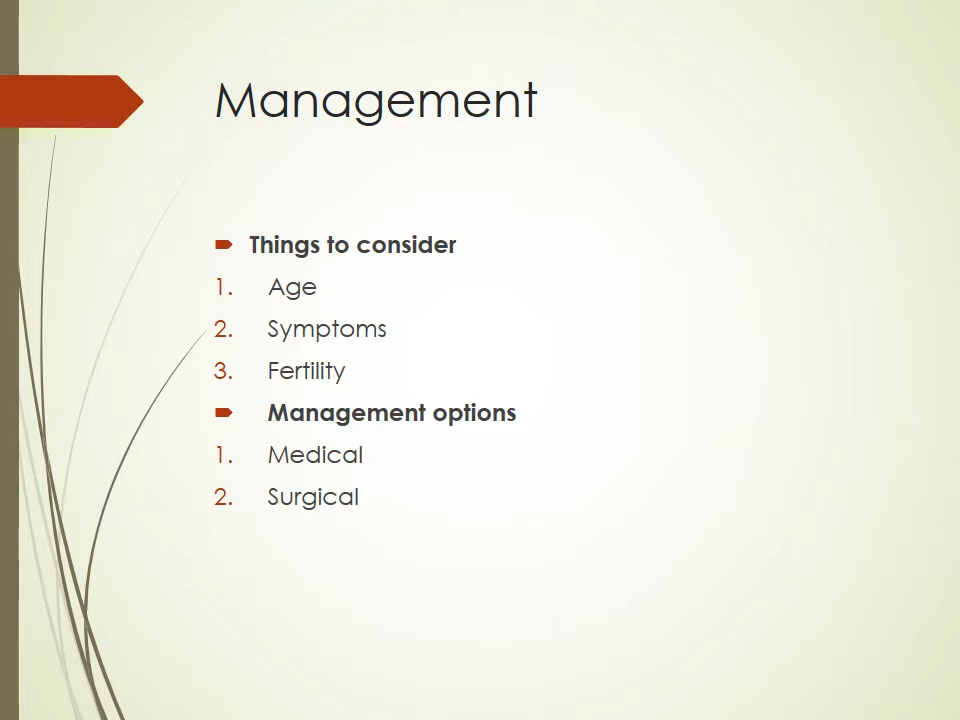 Management
Things to consider
1. Age
2. Symptoms
3. Fertility
Management options
1. Medical
2. Surgical